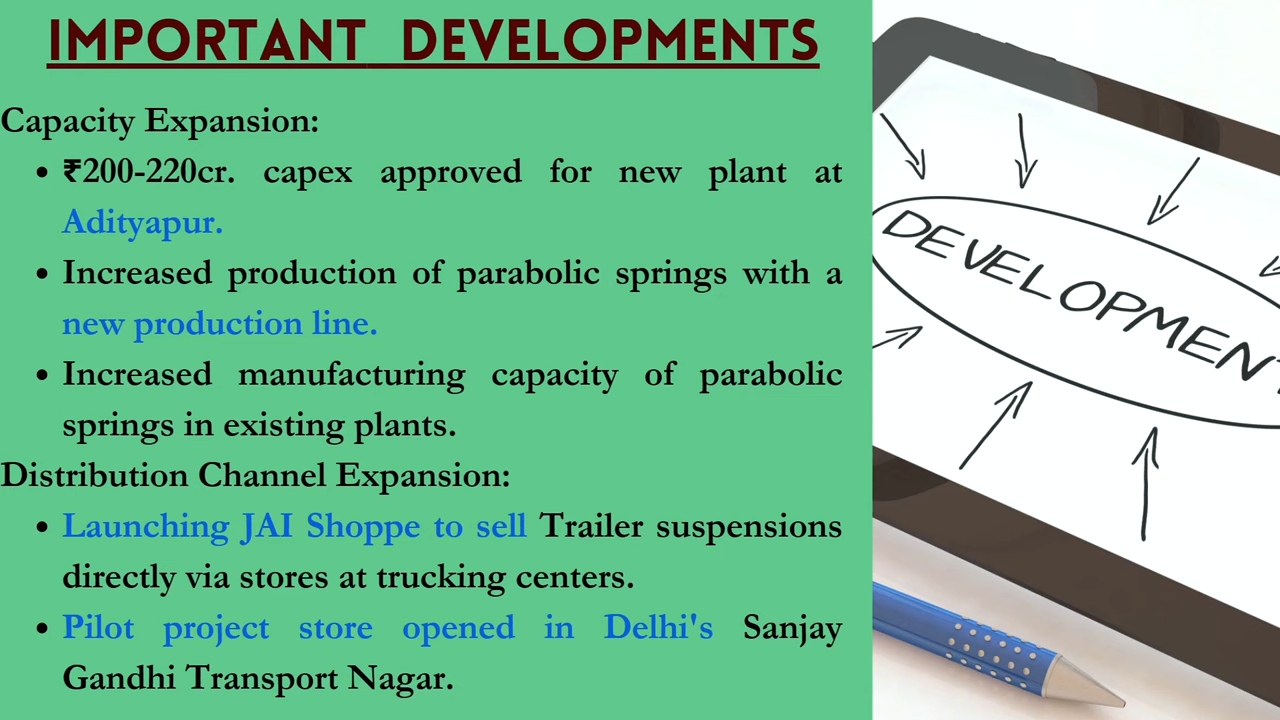 IMPORTANT DEVELOPMENTS
Capacity Expansion:
• ₹200-220cr. capex approved for new plant at
Adityapur.
• Increased production of parabolic springs with a
new production line.
• Increased manufacturing capacity of parabolic
springs in existing plants.
Distribution Channel Expansion:
• Launching JAI Shoppe to sell Trailer suspensions
directly via stores at trucking centers.
• Pilot project store opened in Delhi's Sanjay
Gandhi Transport Nagar.
DEVELOPMENT